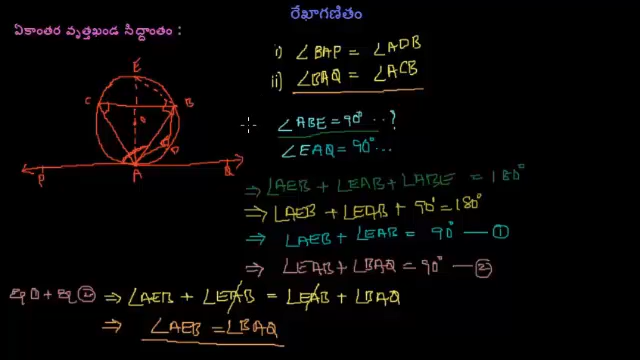 రేఖాగణితం
ఏకాంతర వృత్తఖండ సిద్ధాంతం :
i) ∠BAP = ∠ADB
ii) ∠BAQ = ∠ACB
E
C
B
O
D
P
A
Q
∠ABE = 90° ...?
∠EAQ = 90° ...
⇒ ∠AEB + ∠EAB + ∠ABE = 180°
⇒ ∠AEB + ∠EAB + 90° = 180°
⇒ ∠AEB + ∠EAB = 90° — ①
⇒ ∠EAB + ∠BAQ = 90° — ②
Eq ① + Eq ② ⇒ ∠AEB + ∠EAB = ∠EAB + ∠BAQ
⇒ ∠AEB = ∠BAQ